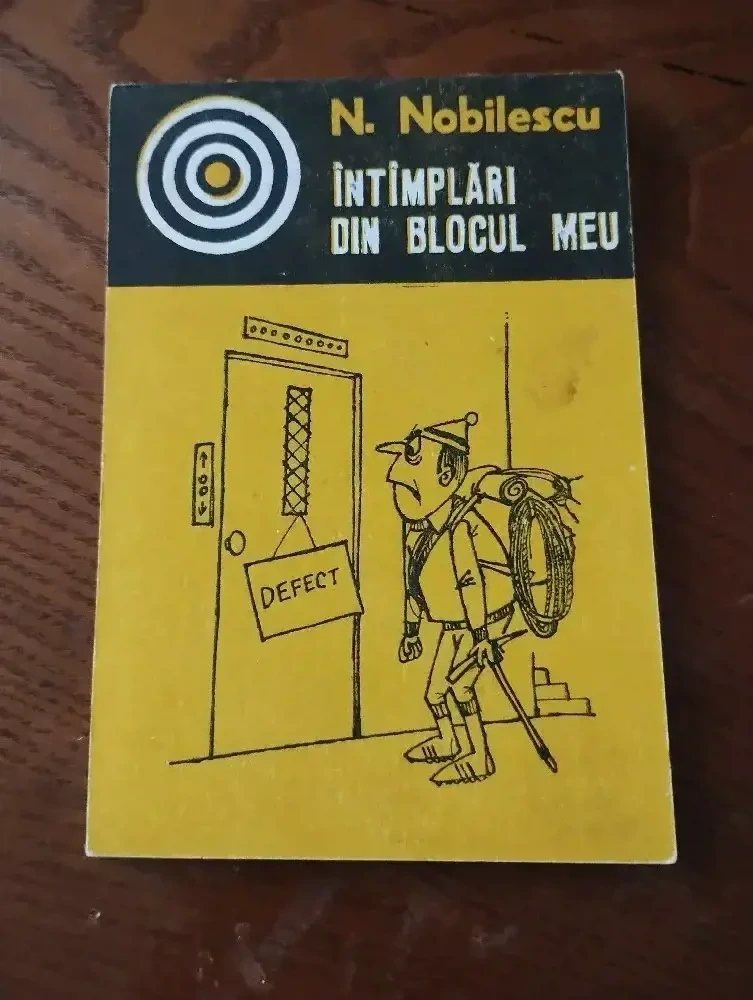 N. Nobilescu
ÎNTÎMPLĂRI
DIN BLOCUL MEU
DEFECT